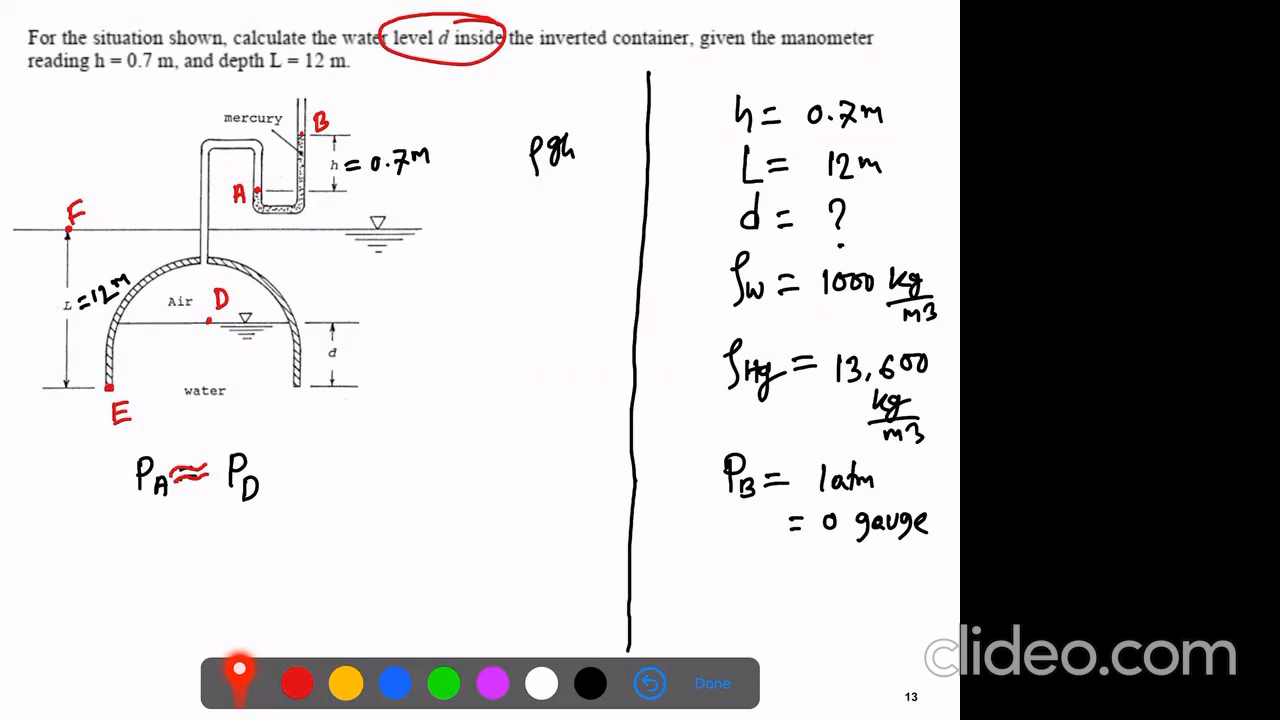 For the situation shown, calculate the water level d inside the inverted container, given the manometer
reading h = 0.7 m, and depth L = 12 m.
mercury
B
h = 0.7m
A
F
L = 12m
Air
D
d
water
E
P_A ≈ P_D
ρgh
h = 0.7m
L = 12m
d = ?
ρ_w = 1000 kg/m3
ρ_Hg = 13,600
kg/m3
P_B = 1atm
= 0 gauge
Done
clideo.com
13